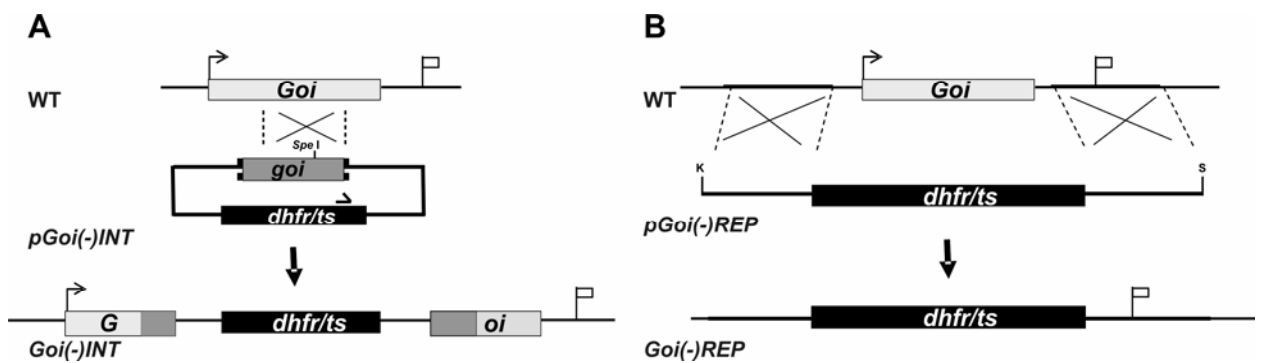 A
WT
Goi
Spe I
goi
dhfr/ts
pGoi(-)INT
G
dhfr/ts
oi
Goi(-)INT
B
WT
Goi
K
S
dhfr/ts
pGoi(-)REP
dhfr/ts
Goi(-)REP